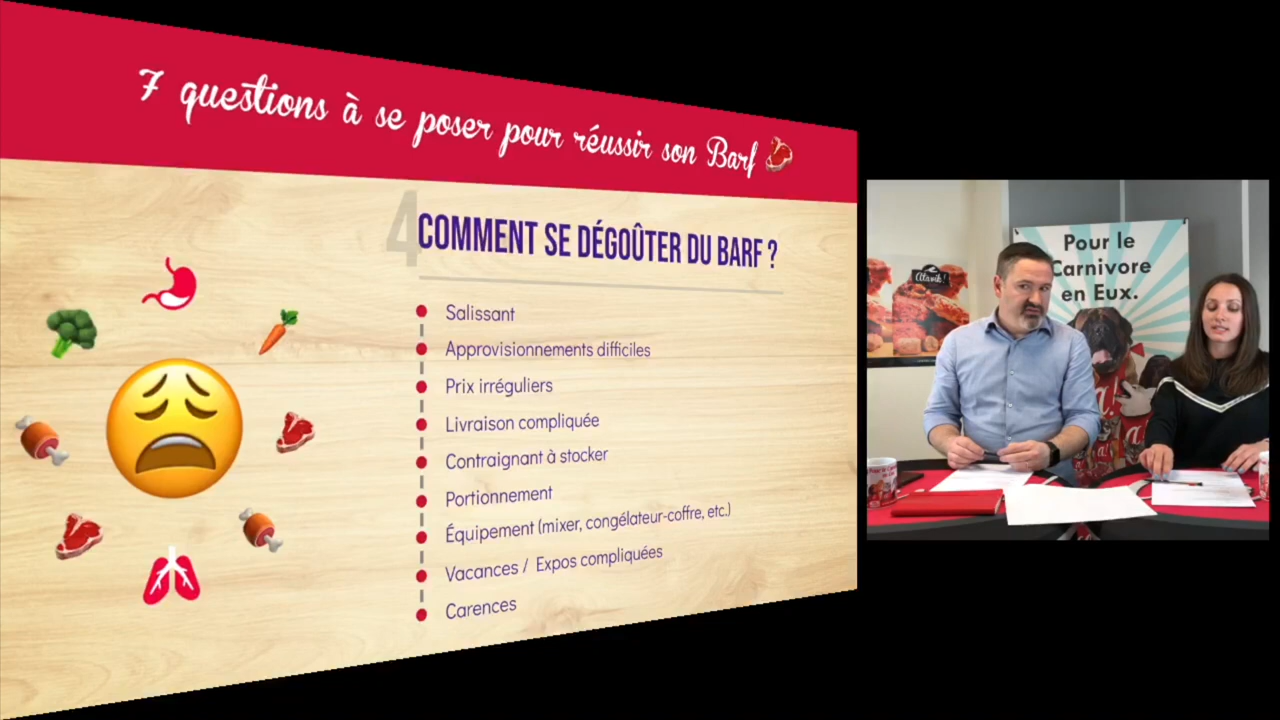 7 questions à se poser pour réussir son Barf
4
COMMENT SE DÉGOÛTER DU BARF ?
Salissant
Approvisionnements difficiles
Prix irréguliers
Livraison compliquée
Contraignant à stocker
Portionnement
Équipement (mixer, congélateur-coffre, etc.)
Vacances / Expos compliquées
Carences
Pour le
Carnivore
en Eux.